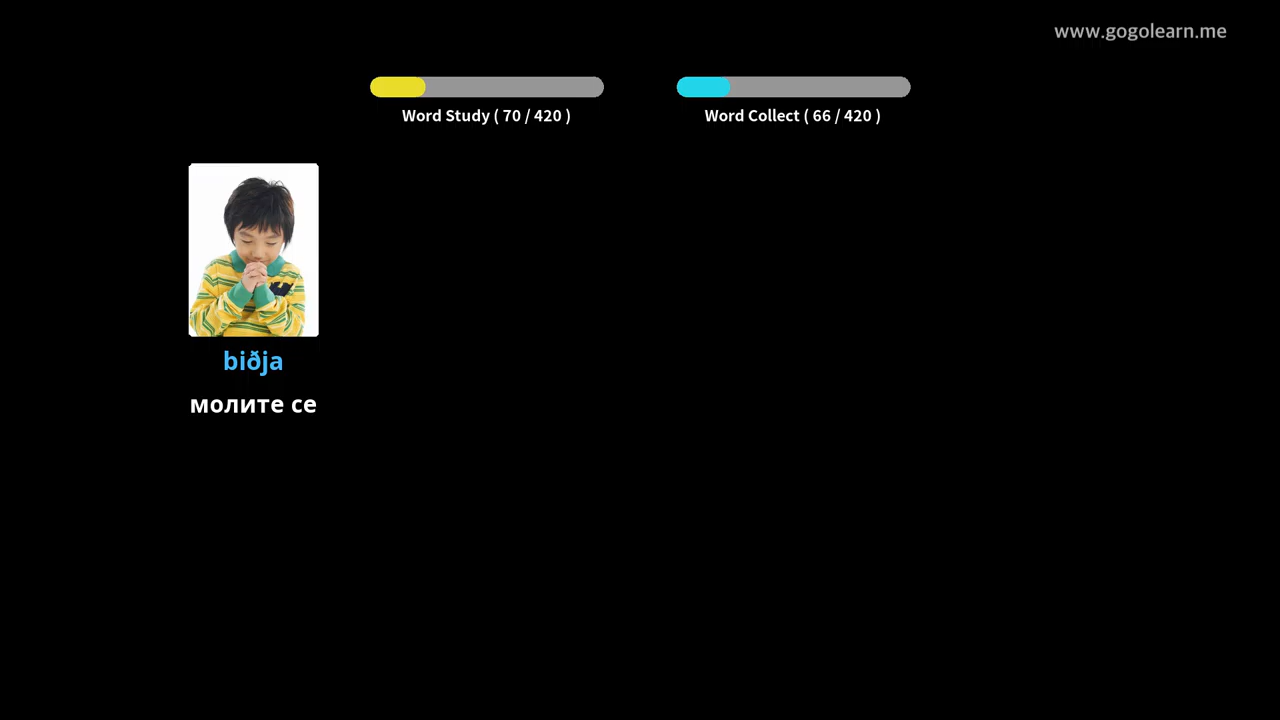 www.gogolearn.me
Word Study ( 70 / 420 )
Word Collect ( 66 / 420 )
biðja
молите се